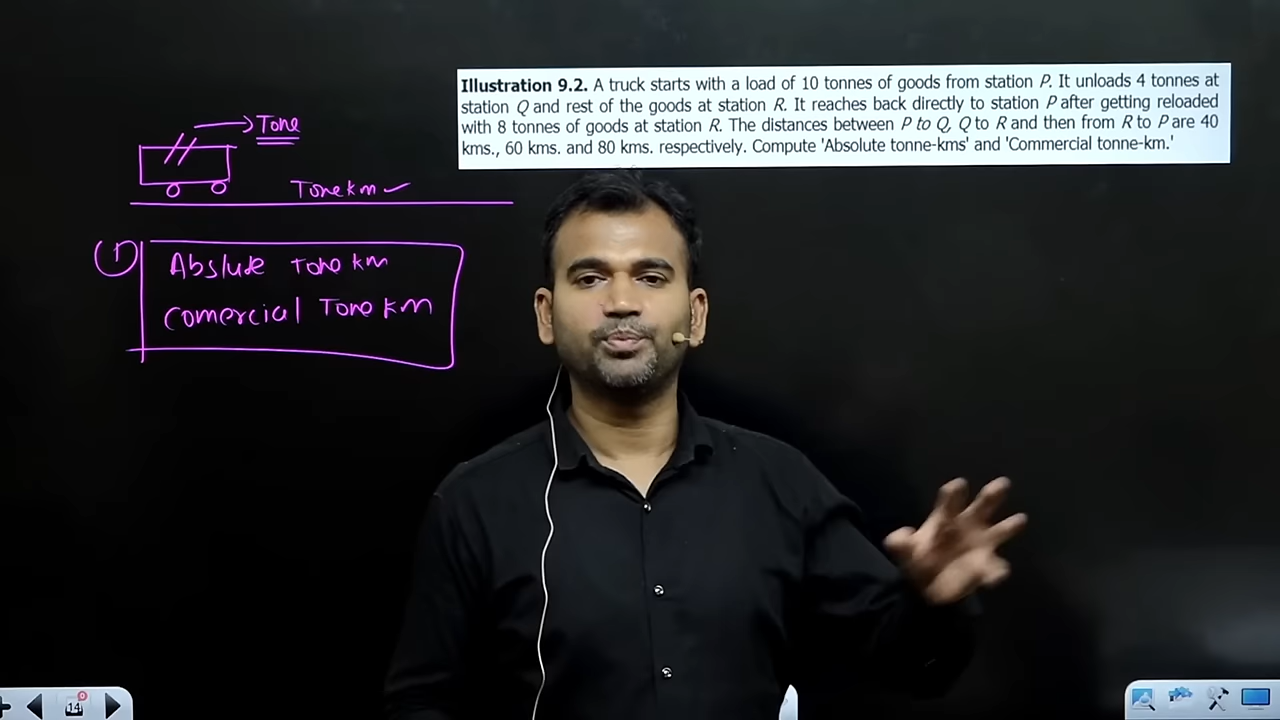 Illustration 9.2. A truck starts with a load of 10 tonnes of goods from station P. It unloads 4 tonnes at
station Q and rest of the goods at station R. It reaches back directly to station P after getting reloaded
with 8 tonnes of goods at station R. The distances between P to Q, Q to R and then from R to P are 40
kms., 60 kms. and 80 kms. respectively. Compute 'Absolute tonne-kms' and 'Commercial tonne-km.'
Tone
Tone km
1
Abslute Tone km
Comercial Tone km
14